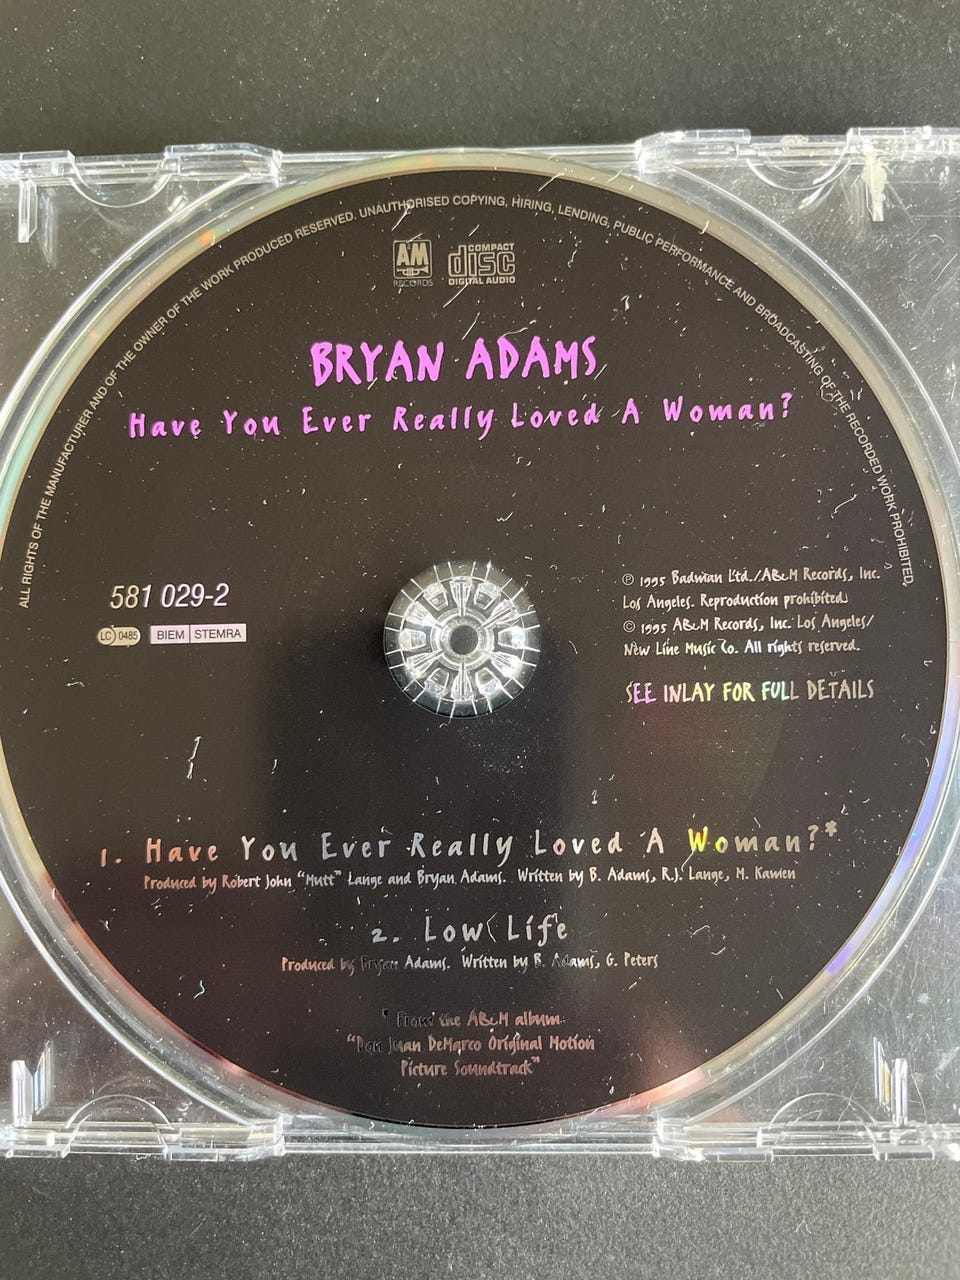 ALL RIGHTS OF THE MANUFACTURER AND OF THE OWNER OF THE WORK PRODUCED RESERVED. UNAUTHORISED COPYING, HIRING, LENDING, PUBLIC PERFORMANCE AND BROADCASTING OF THE RECORDED WORK PROHIBITED.
A&M
RECORDS
COMPACT
disc
DIGITAL AUDIO
BRYAN ADAMS
Have You Ever Really Loved A Woman?
581 029-2
LC 0485 BIEM STEMRA
℗ 1995 Badman Ltd./A&M Records, Inc.
Los Angeles. Reproduction prohibited.
© 1995 A&M Records, Inc. Los Angeles/
New Line Music Co. All rights reserved.
SEE INLAY FOR FULL DETAILS
1. Have You Ever Really Loved A Woman?*
Produced by Robert John "Mutt" Lange and Bryan Adams. Written by B. Adams, R.J. Lange, M. Kamen
2. Low Life
Produced by Bryan Adams. Written by B. Adams, G. Peters
* From the A&M album
"Don Juan DeMarco Original Motion
Picture Soundtrack"